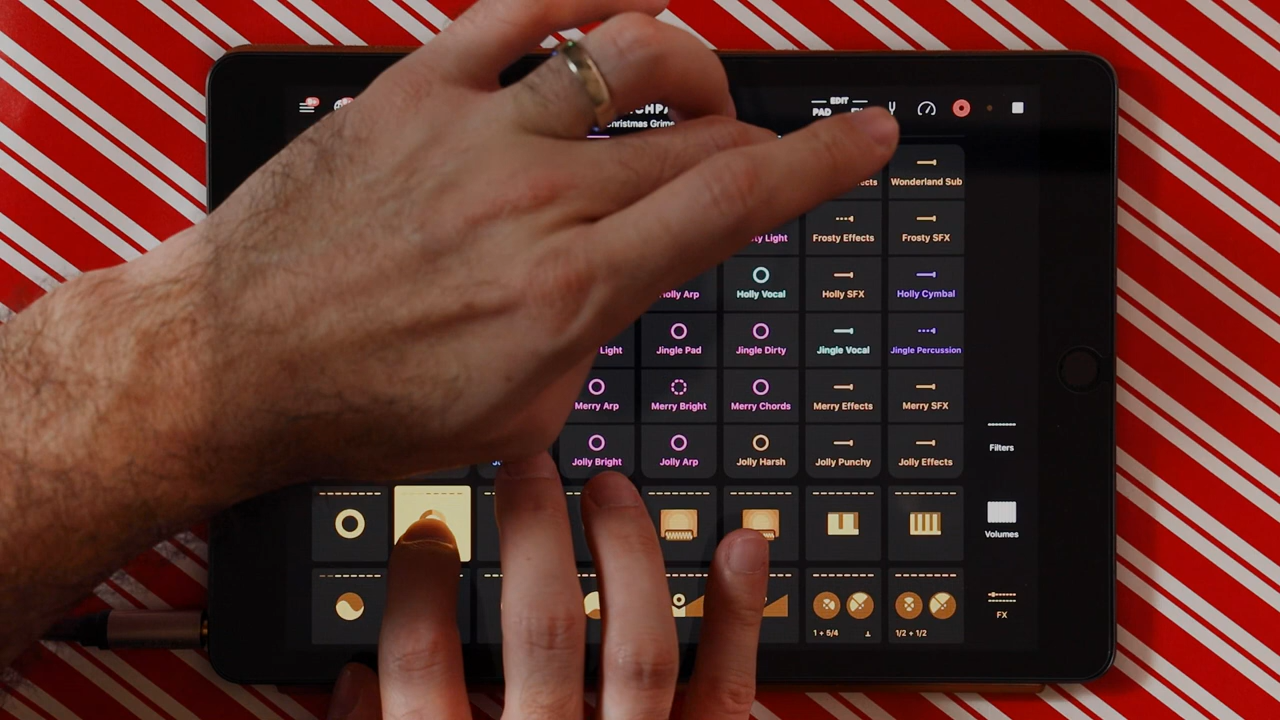 EDIT
PAD
Christmas Grime
Wonderland Sub
Frosty Effects
Frosty SFX
Holly Arp
Holly Vocal
Holly SFX
Holly Cymbal
Light
Jingle Pad
Jingle Dirty
Jingle Vocal
Jingle Percussion
Merry Arp
Merry Bright
Merry Chords
Merry Effects
Merry SFX
Jolly Bright
Jolly Arp
Jolly Harsh
Jolly Punchy
Jolly Effects
Filters
Volumes
1 + 5/4
1/2 + 1/2
FX